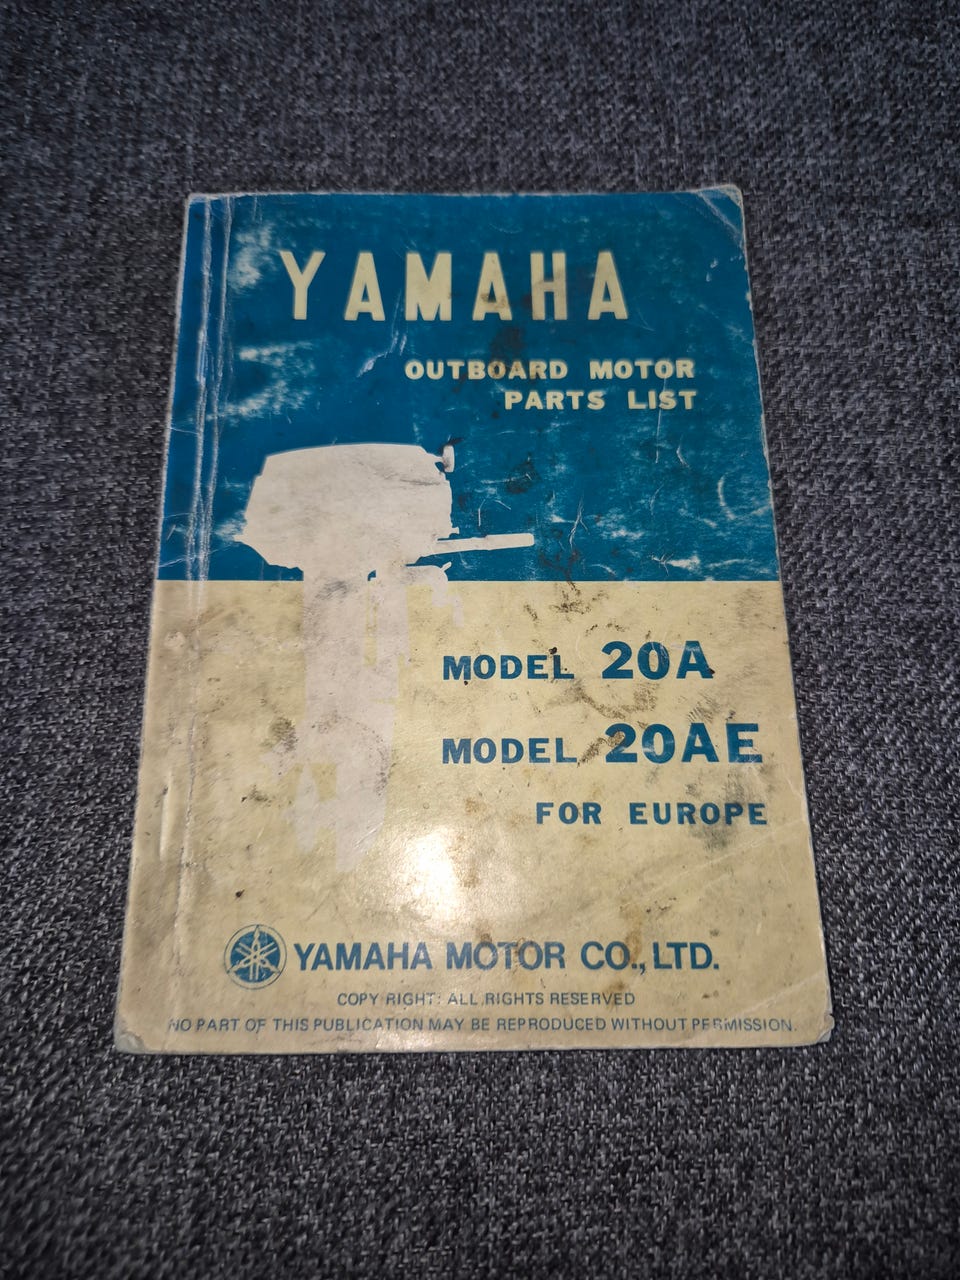 YAMAHA
OUTBOARD MOTOR
PARTS LIST
MODEL 20A
MODEL 20AE
FOR EUROPE
YAMAHA MOTOR CO., LTD.
COPY RIGHT: ALL RIGHTS RESERVED
NO PART OF THIS PUBLICATION MAY BE REPRODUCED WITHOUT PERMISSION.